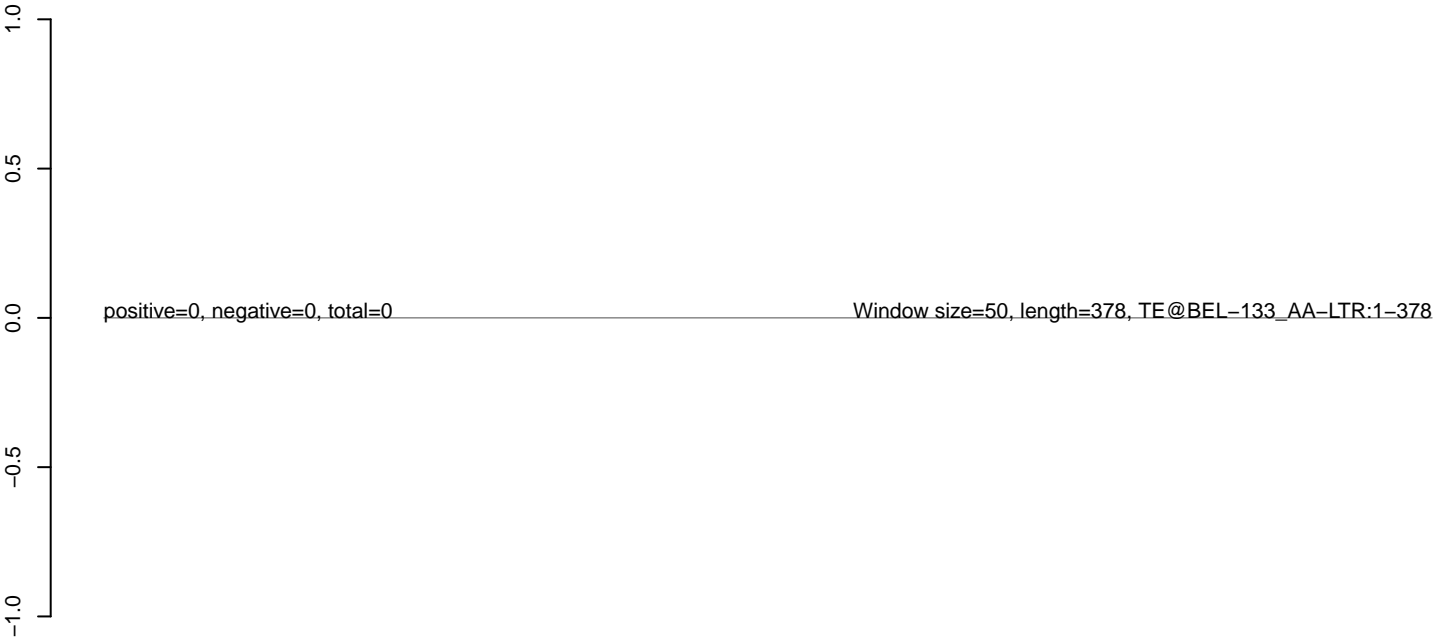 1.0
0.5
0.0
−0.5
−1.0
positive=0, negative=0, total=0
Window size=50, length=378, TE@BEL−133_AA−LTR:1−378